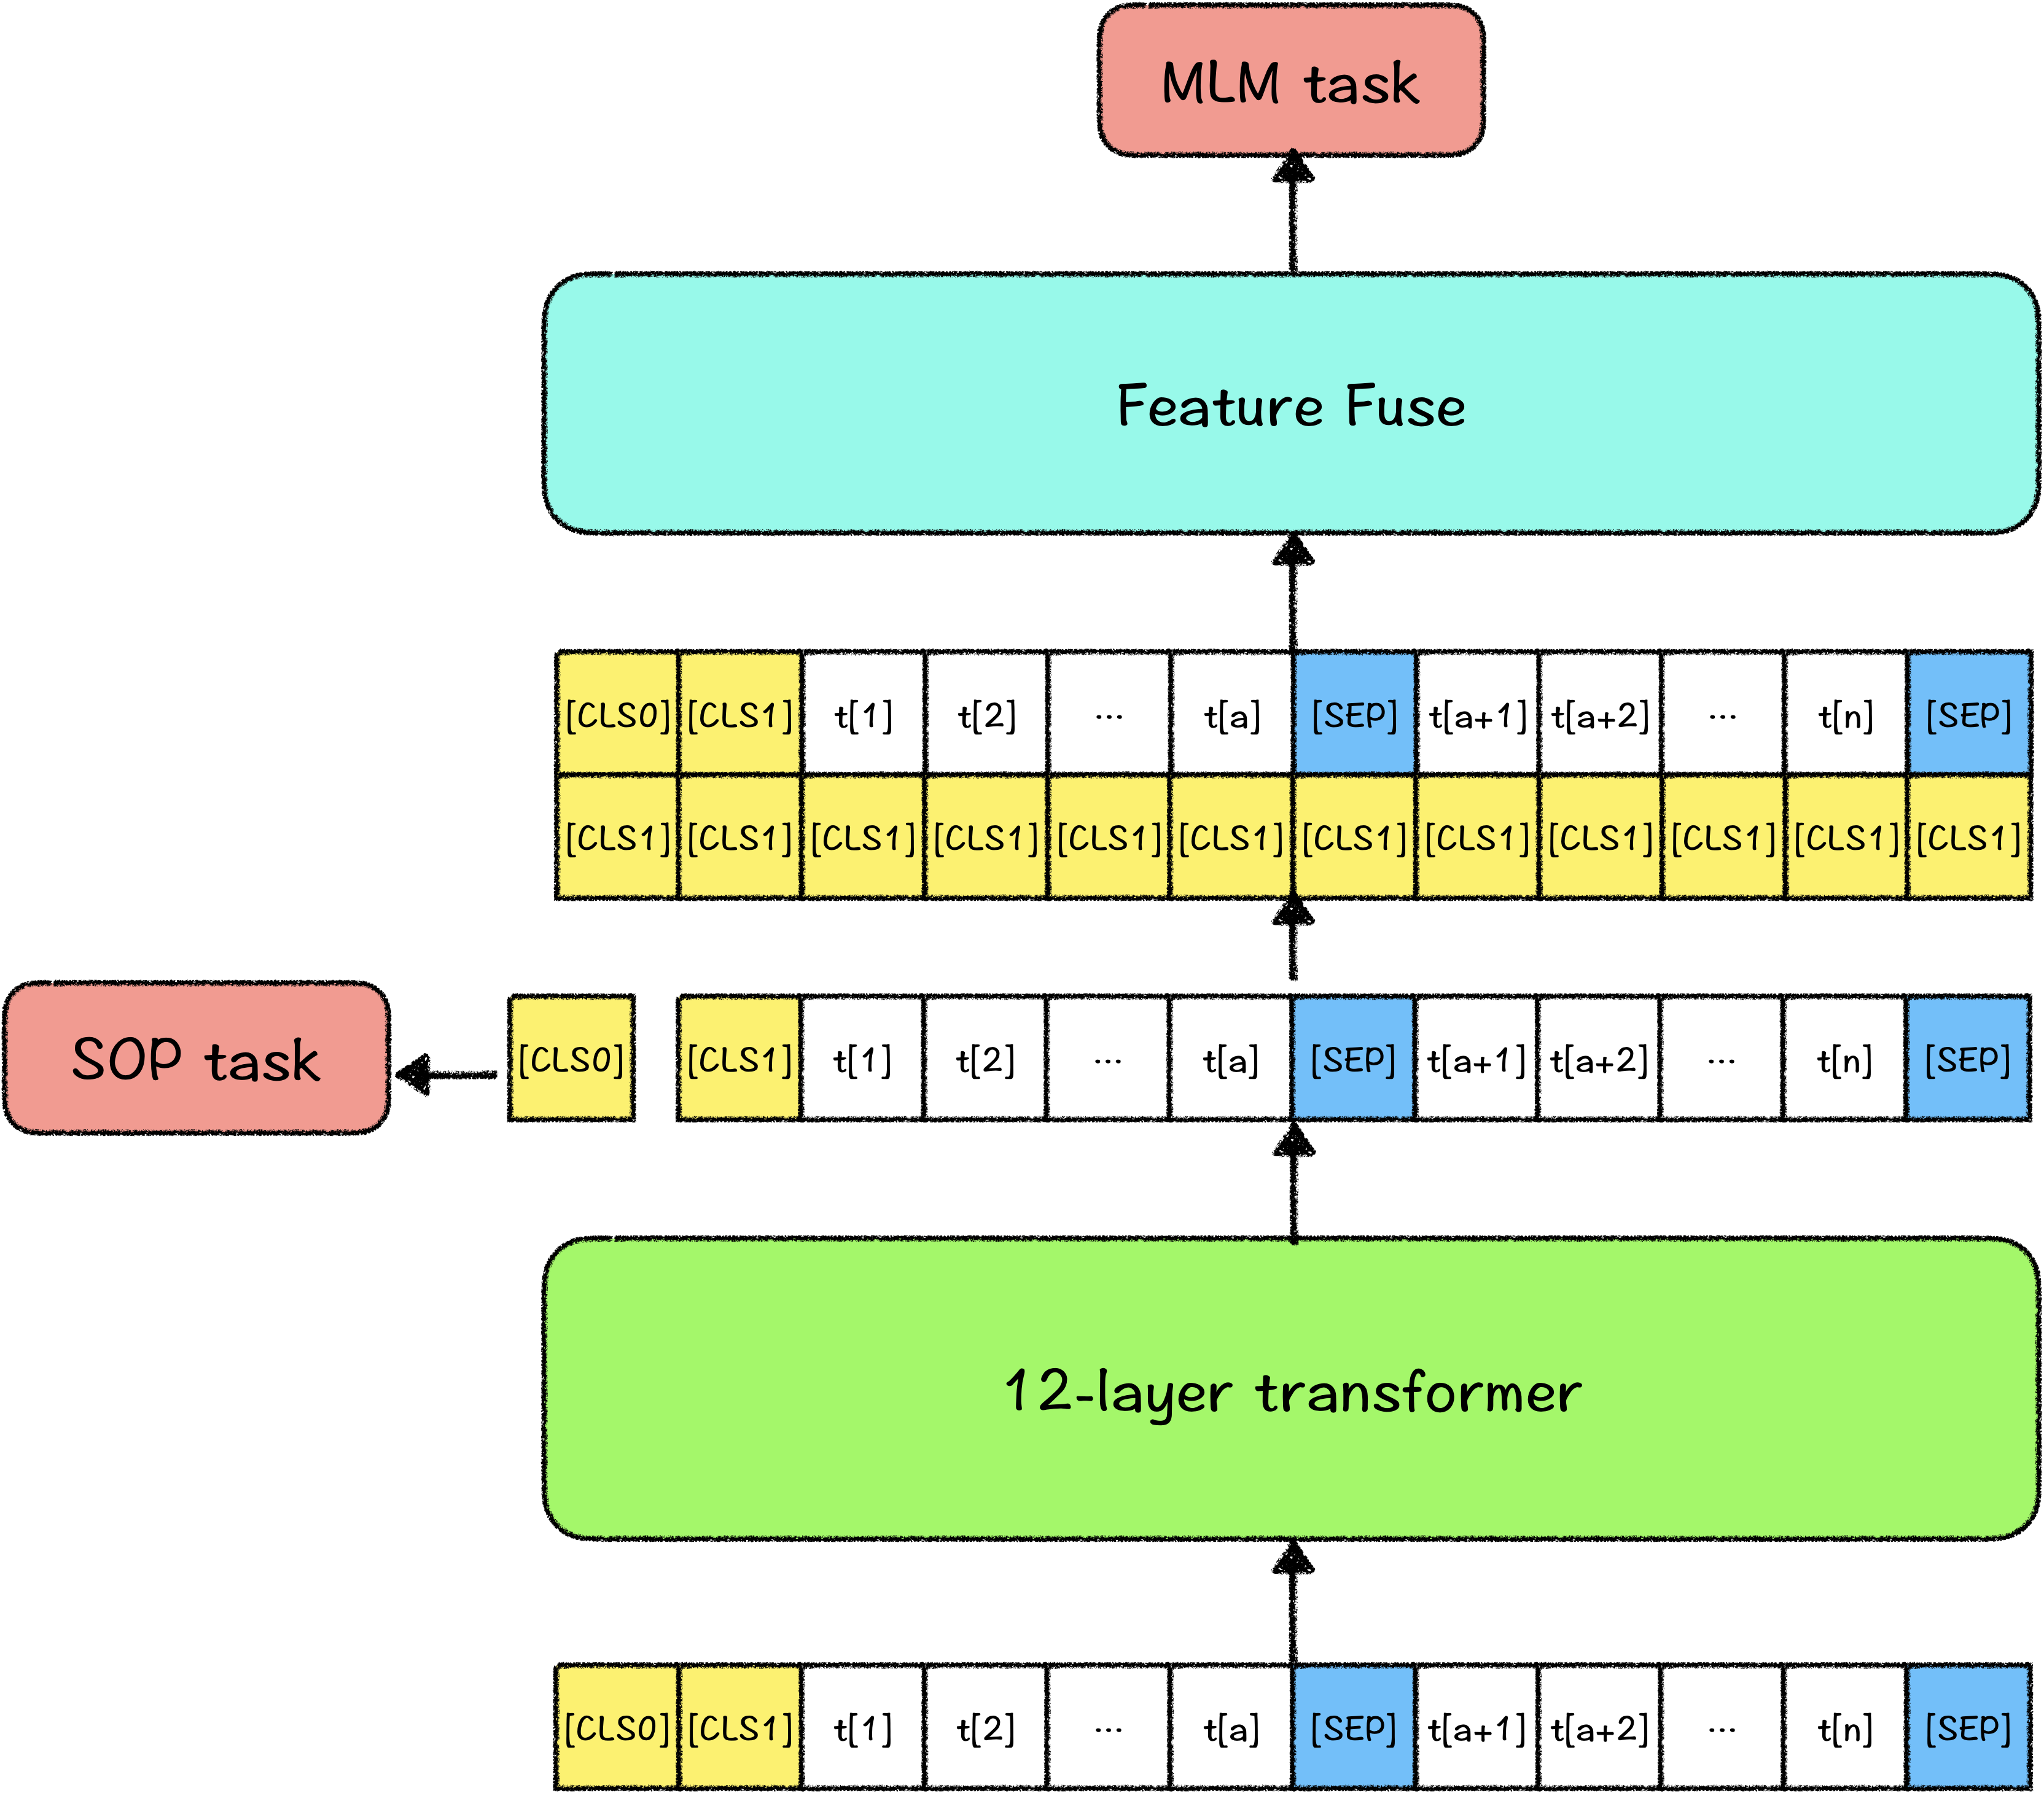 MLM task
Feature Fuse
[CLS0] [CLS1] t[1] t[2] ... t[a] [SEP] t[a+1] t[a+2] ... t[n] [SEP]
[CLS1] [CLS1] [CLS1] [CLS1] [CLS1] [CLS1] [CLS1] [CLS1] [CLS1] [CLS1] [CLS1] [CLS1]
SOP task [CLS0] [CLS1] t[1] t[2] ... t[a] [SEP] t[a+1] t[a+2] ... t[n] [SEP]
12-layer transformer
[CLS0] [CLS1] t[1] t[2] ... t[a] [SEP] t[a+1] t[a+2] ... t[n] [SEP]